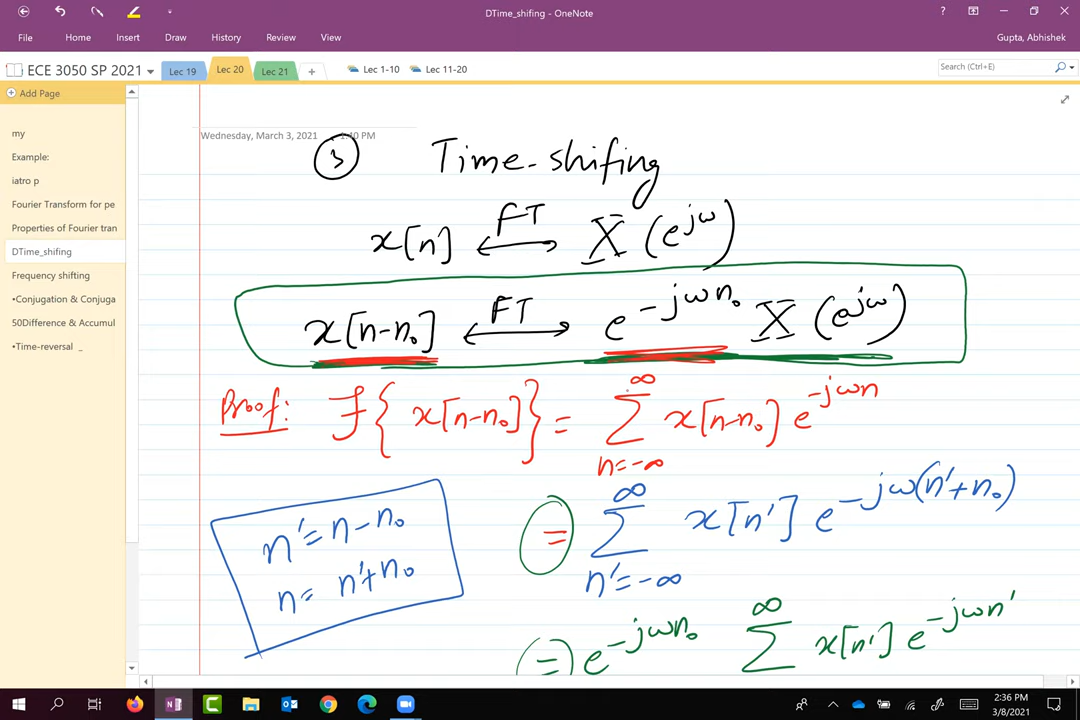 DTime_shifing - OneNote
?
Gupta, Abhishek
File Home Insert Draw History Review View
ECE 3050 SP 2021
Lec 19
Lec 20
Lec 21
+
Lec 1-10
Lec 11-20
Search (Ctrl+E)
Add Page
my
Example:
iatro p
Fourier Transform for pe
Properties of Fourier tran
DTime_shifing
Frequency shifting
•Conjugation & Conjuga
50Difference & Accumul
•Time-reversal _
Wednesday, March 3, 2021 1:40 PM
③ Time-shifing
x[n] ⟷ FT X(e^{jω})
x[n-n₀] ⟷ FT e^{-jωn₀} X(e^{jω})
Proof: F{x[n-n₀]} = ∑_{n=-∞}^{∞} x[n-n₀] e^{-jωn}
= ∑_{n'=-∞}^{∞} x[n'] e^{-jω(n'+n₀)}
n' = n-n₀
n = n'+n₀
= e^{-jωn₀} ∑^{∞} x[n'] e^{-jωn'}
2:36 PM
3/8/2021